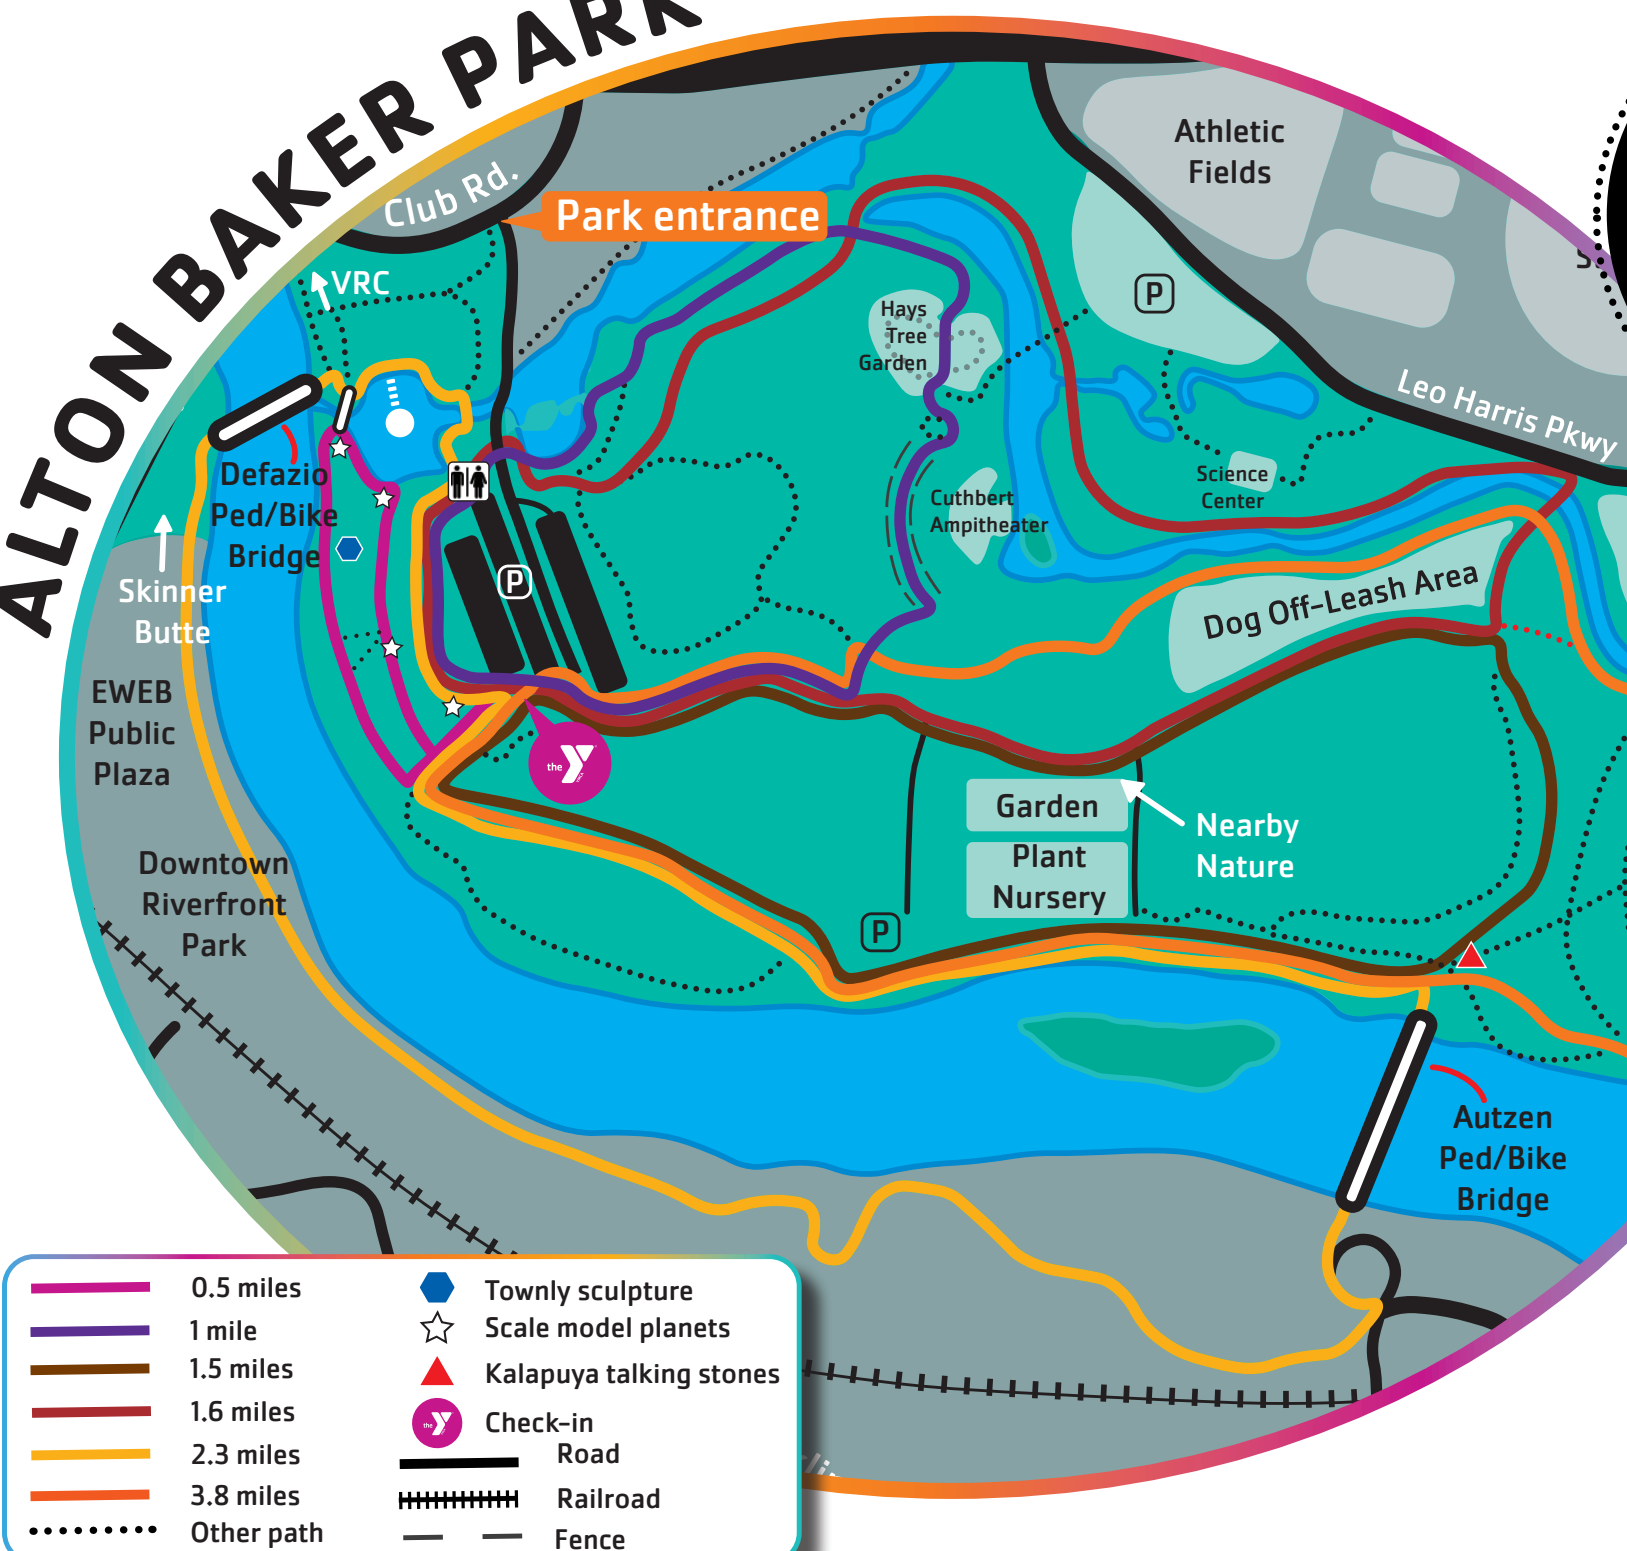 ALTON BAKER PARK
Club Rd.
Park entrance
VRC
Athletic
Fields
P
Leo Harris Pkwy
Hays
Tree
Garden
Science
Center
Cuthbert
Ampitheater
Defazio
Ped/Bike
Bridge
Skinner
Butte
P
Dog Off-Leash Area
EWEB
Public
Plaza
the Y
Garden
Plant
Nursery
Nearby
Nature
Downtown
Riverfront
Park
P
Autzen
Ped/Bike
Bridge
0.5 miles
1 mile
1.5 miles
1.6 miles
2.3 miles
3.8 miles
Other path
Townly sculpture
Scale model planets
Kalapuya talking stones
the Y
Check-in
Road
Railroad
Fence